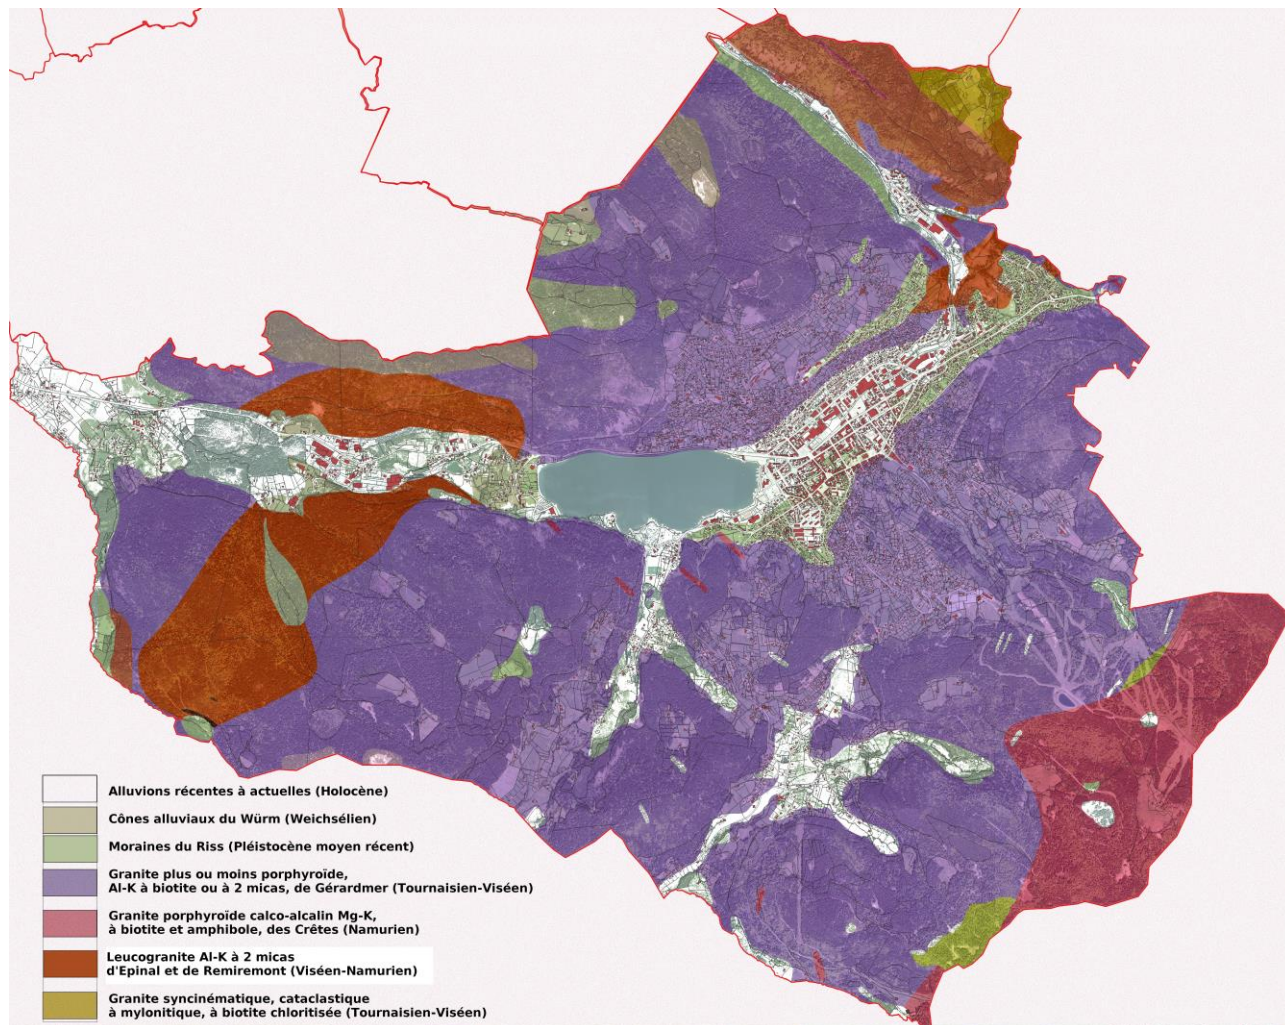 Alluvions récentes à actuelles (Holocène)
Cônes alluviaux du Würm (Weichsélien)
Moraines du Riss (Pléistocène moyen récent)
Granite plus ou moins porphyroïde,
Al-K à biotite ou à 2 micas, de Gérardmer (Tournaisien-Viséen)
Granite porphyroïde calco-alcalin Mg-K,
à biotite et amphibole, des Crêtes (Namurien)
Leucogranite Al-K à 2 micas
d'Epinal et de Remiremont (Viséen-Namurien)
Granite syncinématique, cataclastique
à mylonitique, à biotite chloritisée (Tournaisien-Viséen)